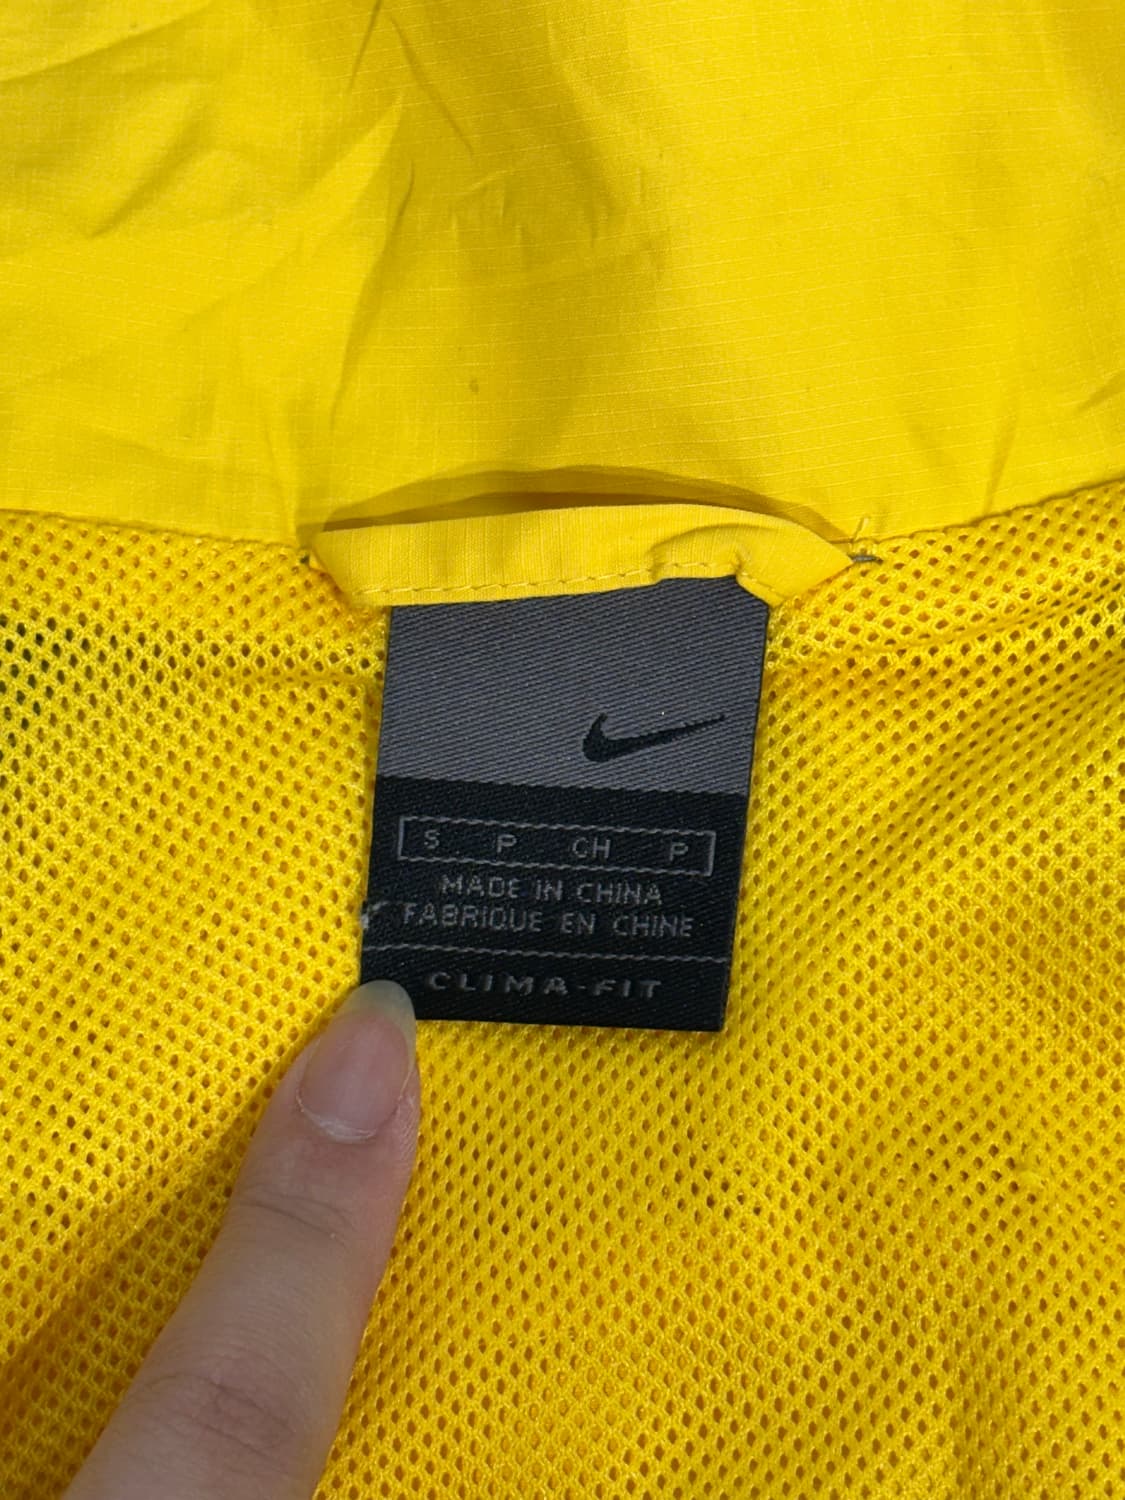 S P CH P
MADE IN CHINA
FABRIQUE EN CHINE
CLIMA-FIT